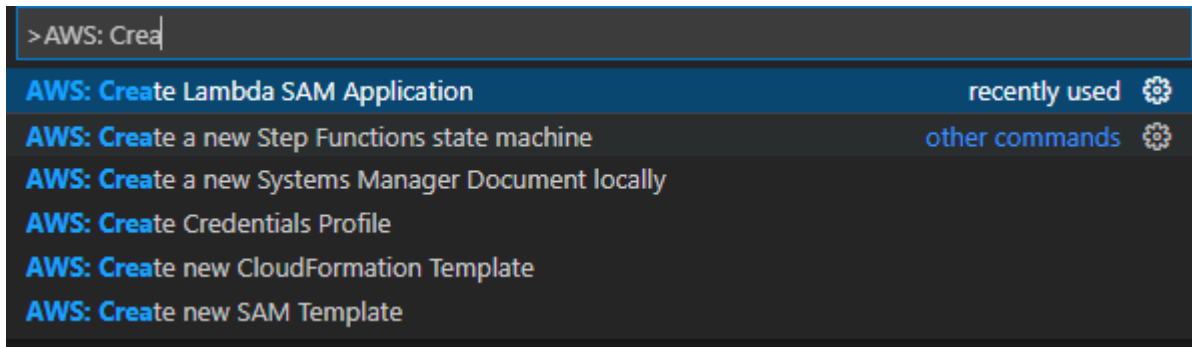 >AWS: Crea
AWS: Create Lambda SAM Application recently used
AWS: Create a new Step Functions state machine other commands
AWS: Create a new Systems Manager Document locally
AWS: Create Credentials Profile
AWS: Create new CloudFormation Template
AWS: Create new SAM Template